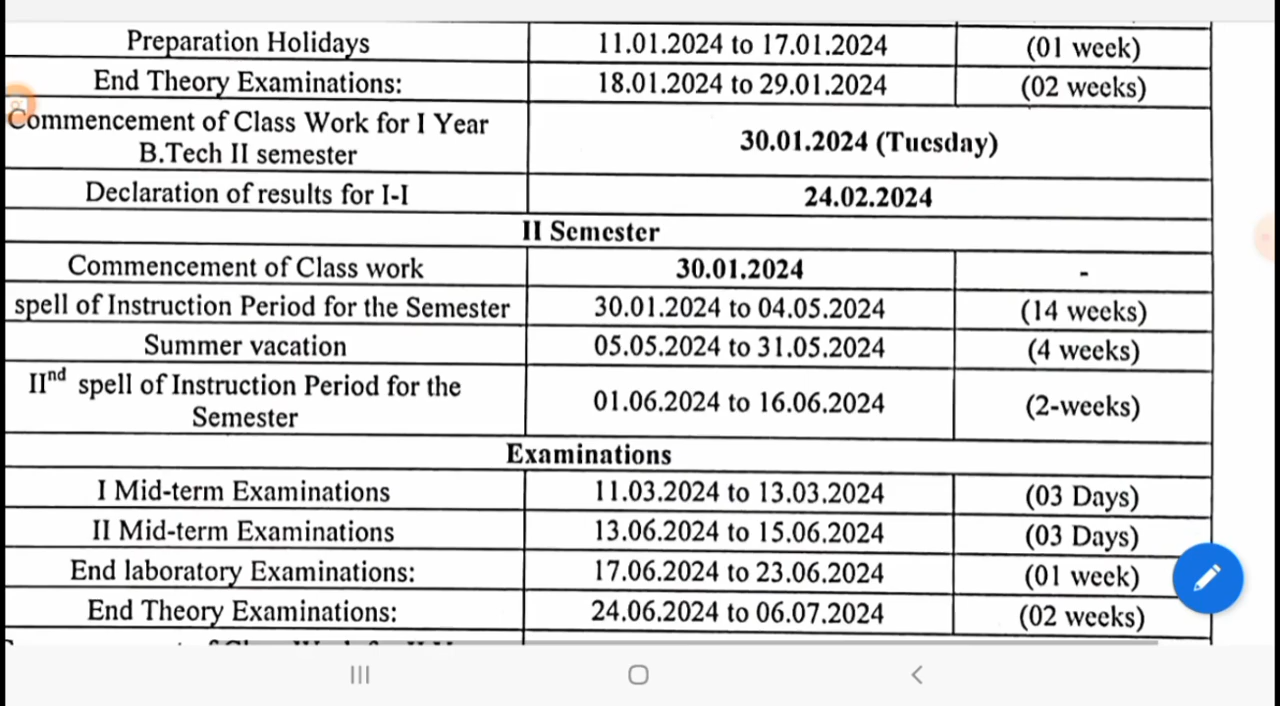 Preparation Holidays 11.01.2024 to 17.01.2024 (01 week)
End Theory Examinations: 18.01.2024 to 29.01.2024 (02 weeks)
Commencement of Class Work for I Year
B.Tech II semester 30.01.2024 (Tuesday)
Declaration of results for I-I 24.02.2024
II Semester
Commencement of Class work 30.01.2024 -
spell of Instruction Period for the Semester 30.01.2024 to 04.05.2024 (14 weeks)
Summer vacation 05.05.2024 to 31.05.2024 (4 weeks)
IInd spell of Instruction Period for the
Semester 01.06.2024 to 16.06.2024 (2-weeks)
Examinations
I Mid-term Examinations 11.03.2024 to 13.03.2024 (03 Days)
II Mid-term Examinations 13.06.2024 to 15.06.2024 (03 Days)
End laboratory Examinations: 17.06.2024 to 23.06.2024 (01 week)
End Theory Examinations: 24.06.2024 to 06.07.2024 (02 weeks)